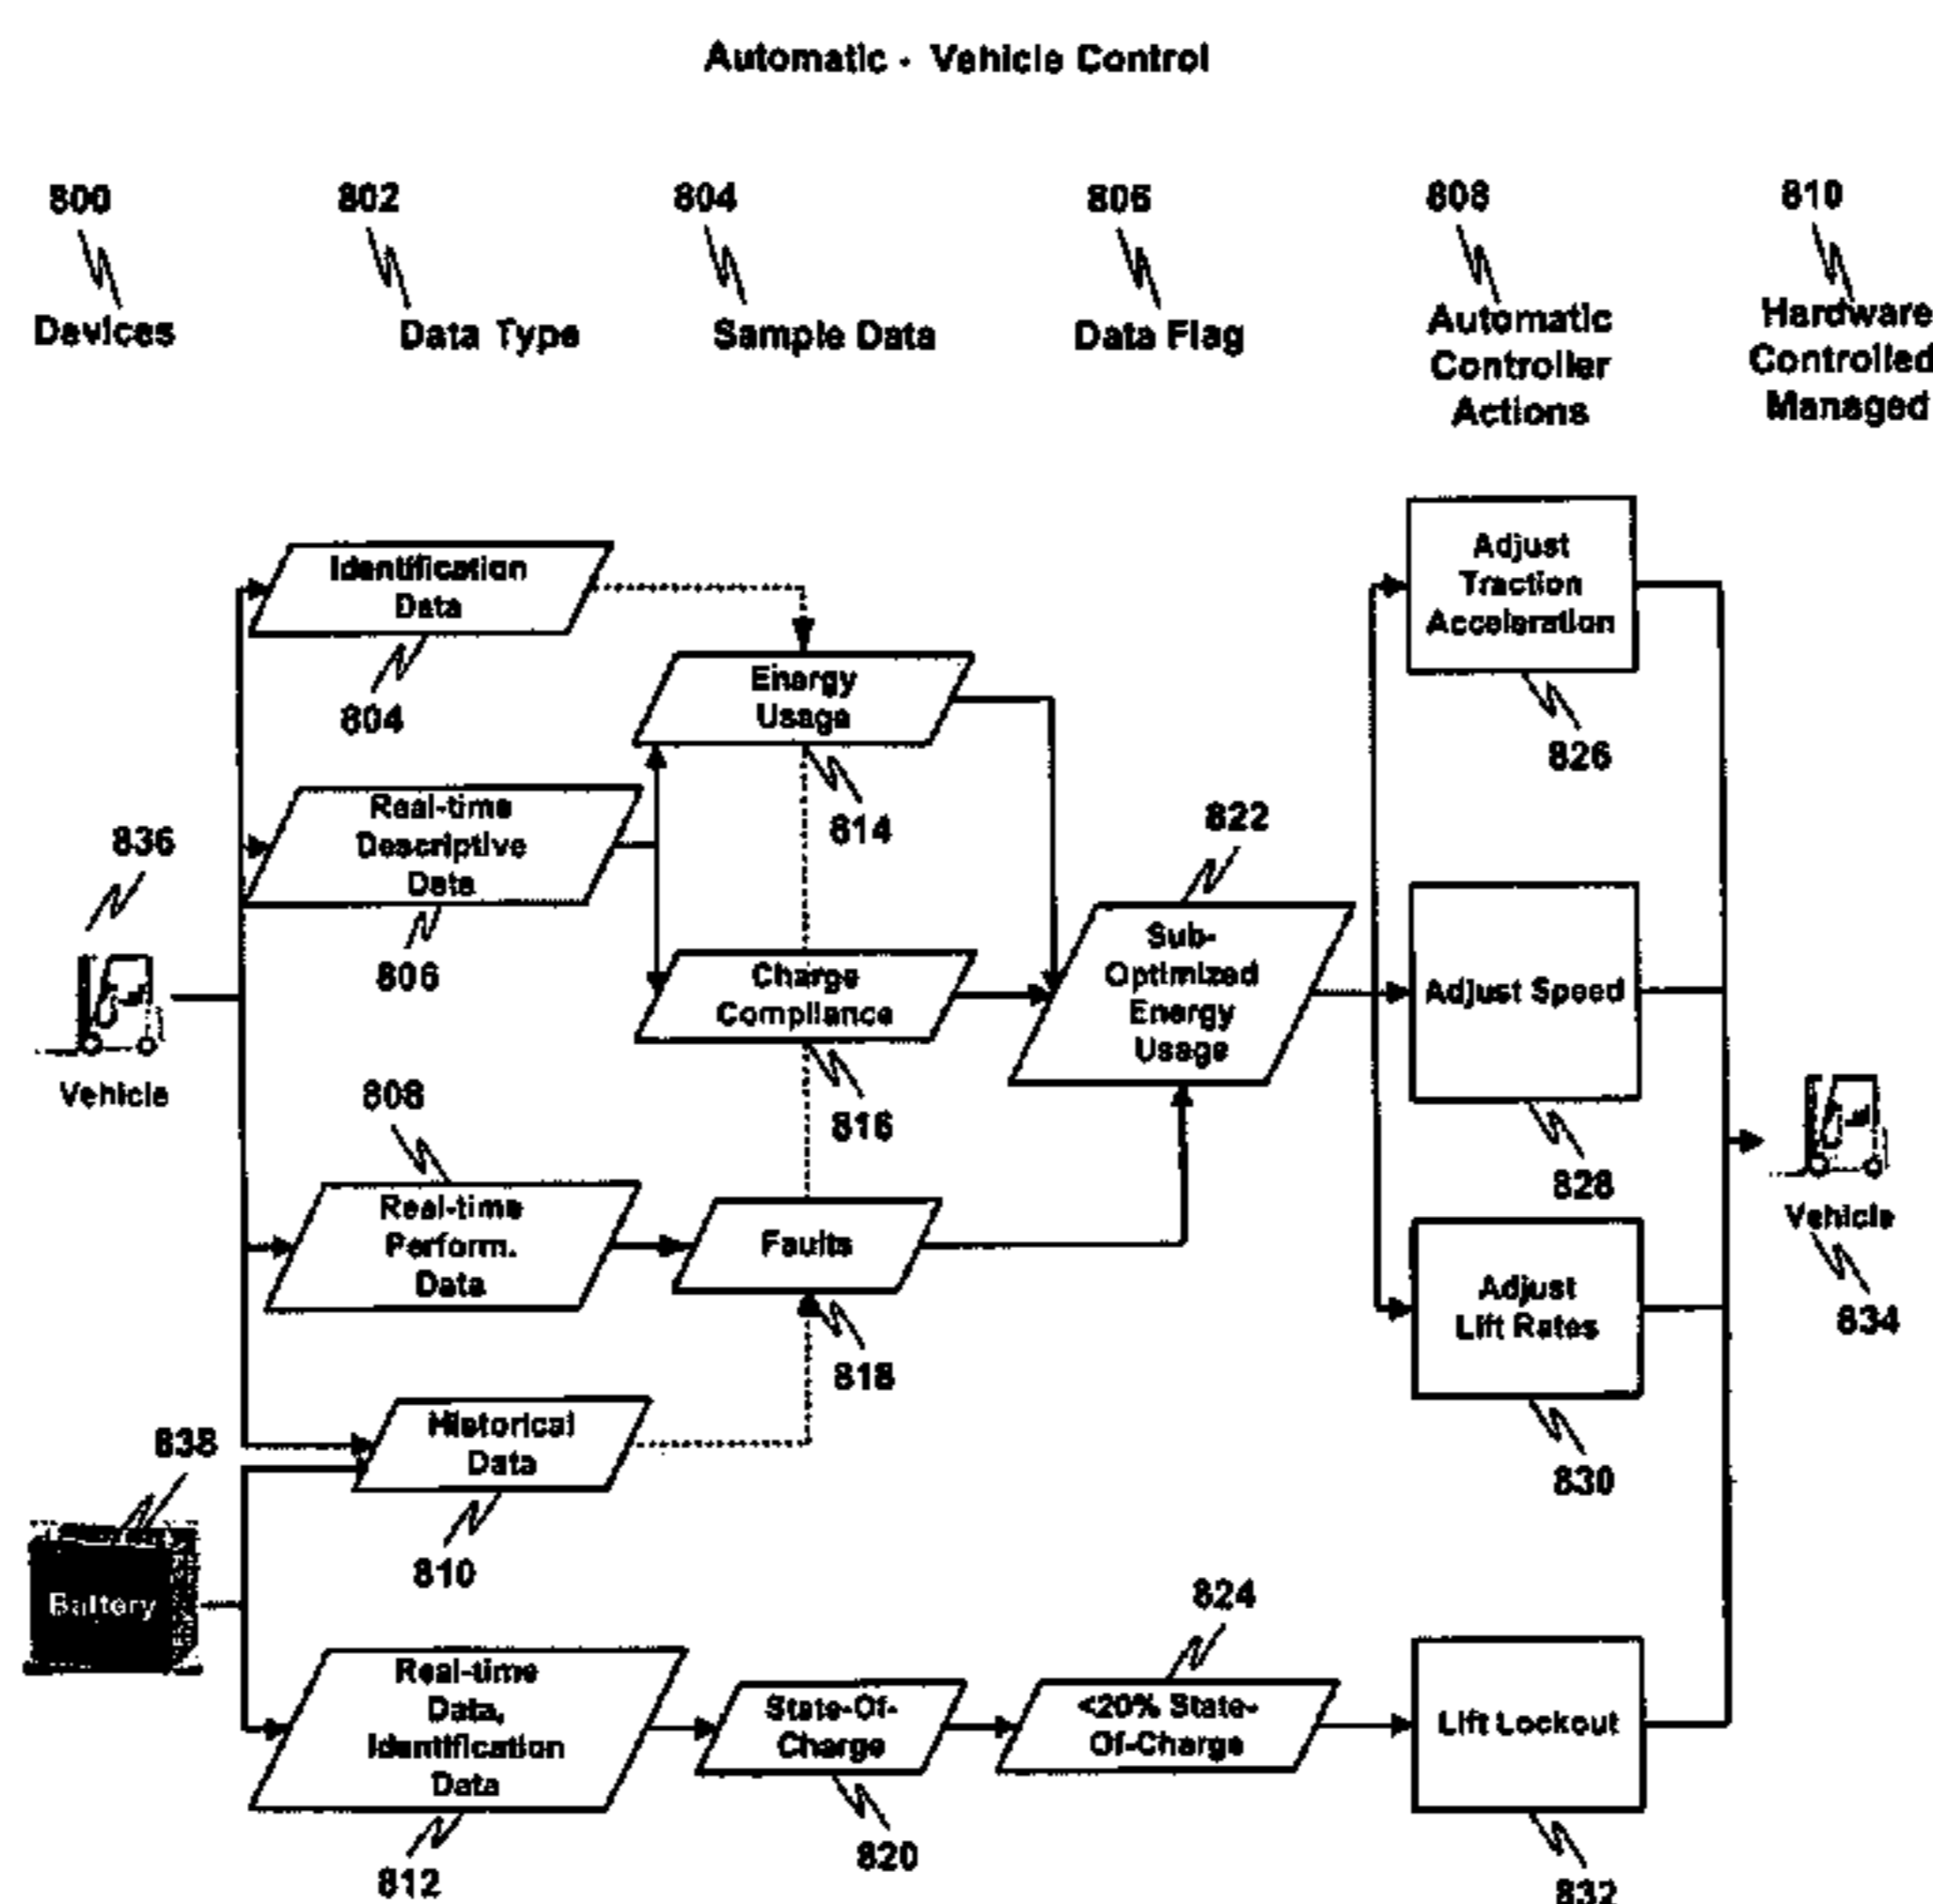 Automatic - Vehicle Control
800
802
804
806
808
810
Devices
Data Type
Sample Data
Data Flag
Automatic
Controller
Actions
Hardware
Controlled
Managed
Identification
Data
804
Energy
Usage
814
Real-time
Descriptive
Data
806
836
Vehicle
Charge
Compliance
816
822
Sub-
Optimized
Energy
Usage
Adjust
Traction
Acceleration
826
Adjust Speed
828
808
Real-time
Perform.
Data
Faults
818
Adjust
Lift Rates
830
Vehicle
834
Historical
Data
810
838
Battery
Real-time
Data,
Identification
Data
812
State-Of-
Charge
820
824
<20% State-
Of-Charge
Lift Lockout
832